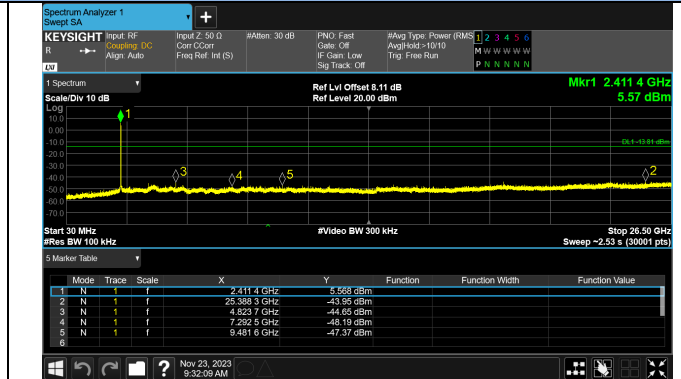 Spectrum Analyzer 1
Swept SA
+
KEYSIGHT Input: RF Input Z: 50 Ω #Atten: 30 dB PNO: Fast #Avg Type: Power (RMS 1 2 3 4 5 6
R Coupling: DC Corr CCorr Gate: Off Avg|Hold:>10/10 M W W W W W
Align: Auto Freq Ref: Int (S) IF Gain: Low Trig: Free Run
LXI Sig Track: Off P N N N N N
1 Spectrum Ref Lvl Offset 8.11 dB Mkr1 2.411 4 GHz
Scale/Div 10 dB Ref Level 20.00 dBm 5.57 dBm
Log
10.0
0.00
-10.0
-20.0
-30.0
-40.0
-50.0
-60.0
-70.0
1
DL1 -13.81 dBm
3 4 5 2
Start 30 MHz #Video BW 300 kHz Stop 26.50 GHz
#Res BW 100 kHz Sweep ~2.53 s (30001 pts)
5 Marker Table
Mode Trace Scale X Y Function Function Width Function Value
1 N 1 f 2.411 4 GHz 5.568 dBm
2 N 1 f 25.388 3 GHz -43.95 dBm
3 N 1 f 4.823 7 GHz -44.65 dBm
4 N 1 f 7.292 5 GHz -48.19 dBm
5 N 1 f 9.481 6 GHz -47.37 dBm
6
? Nov 23, 2023
9:32:09 AM